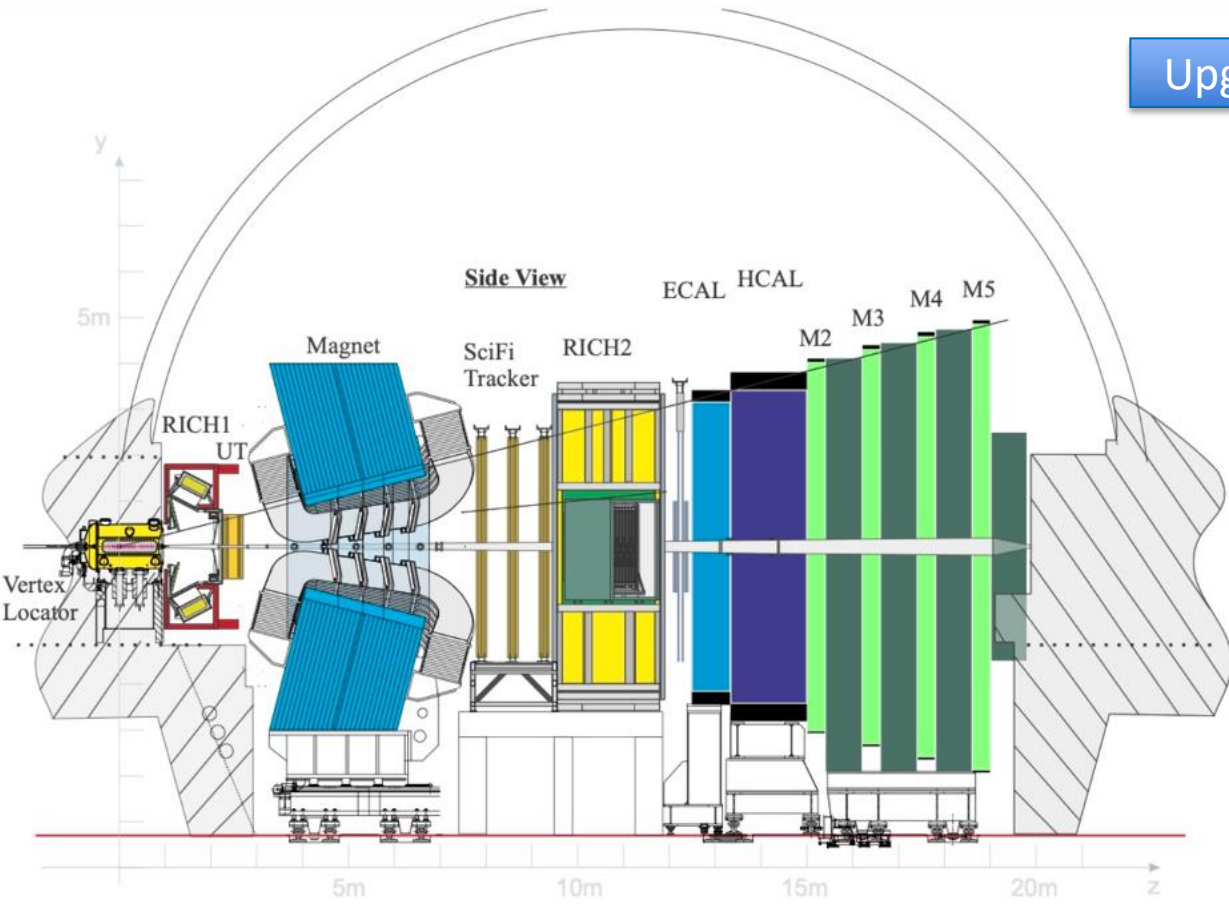 Upg
y
Side View
ECAL
HCAL
M5
M4
5m
M3
M2
Magnet
SciFi
Tracker
RICH2
RICH1
UT
Vertex
Locator
5m
10m
15m
20m
z